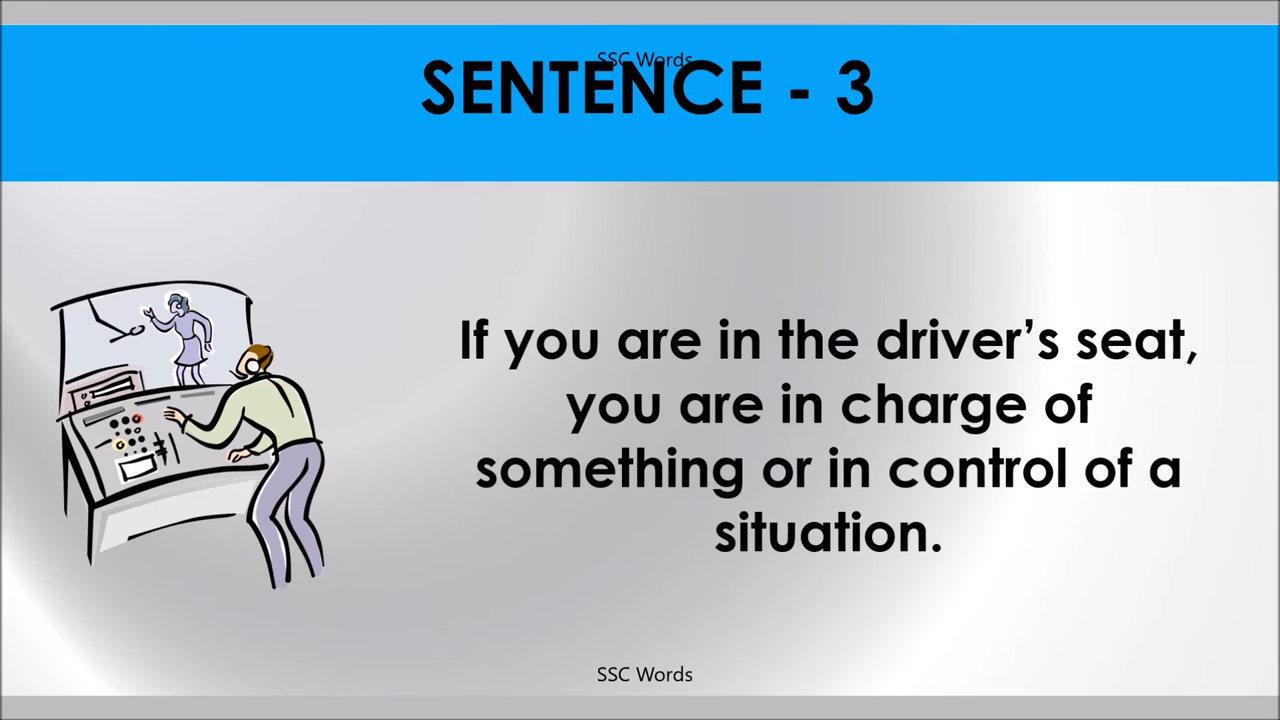 SSC Words
SENTENCE - 3
If you are in the driver’s seat,
you are in charge of
something or in control of a
situation.
SSC Words